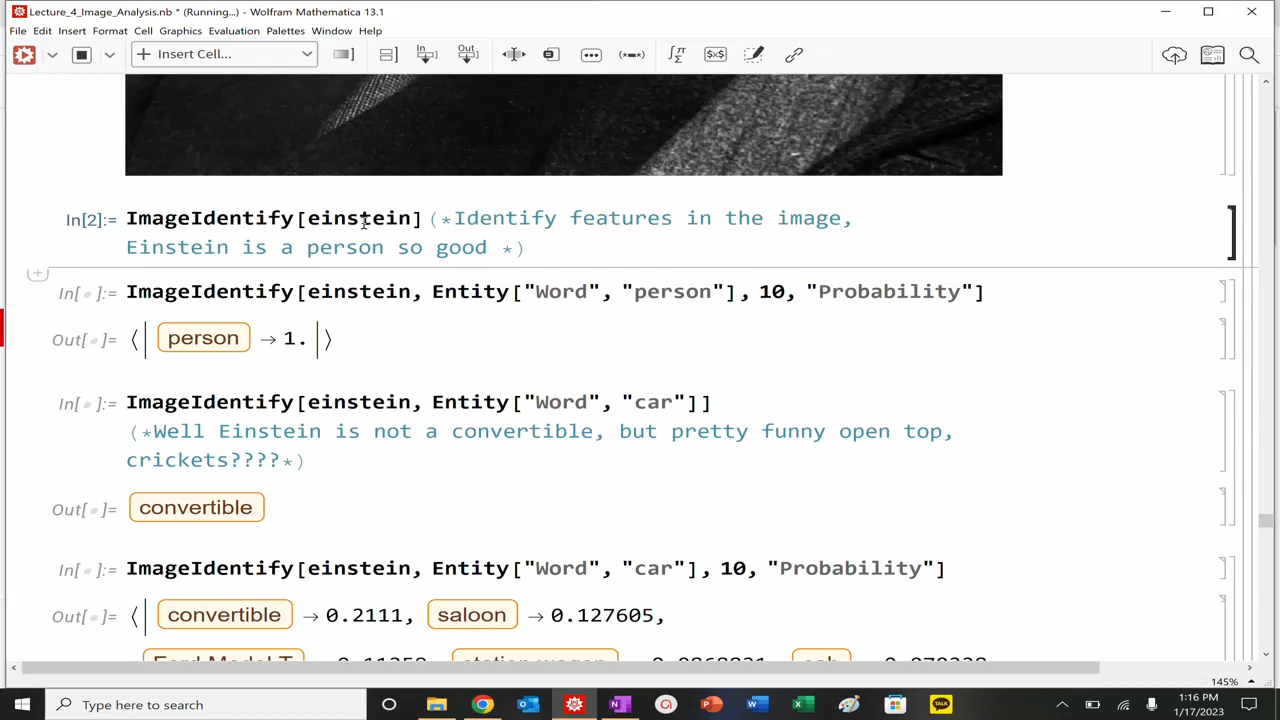 Lecture_4_Image_Analysis.nb * (Running...) - Wolfram Mathematica 13.1
File Edit Insert Format Cell Graphics Evaluation Palettes Window Help
Insert Cell... In Out $x$
In[2]:= ImageIdentify[einstein] (*Identify features in the image,
Einstein is a person so good *)
In[ ]:= ImageIdentify[einstein, Entity["Word", "person"], 10, "Probability"]
Out[ ]= <| person → 1. |>
In[ ]:= ImageIdentify[einstein, Entity["Word", "car"]]
(*Well Einstein is not a convertible, but pretty funny open top,
crickets????*)
Out[ ]= convertible
In[ ]:= ImageIdentify[einstein, Entity["Word", "car"], 10, "Probability"]
Out[ ]= <| convertible → 0.2111, saloon → 0.127605,
145%
Type here to search
TALK
1:16 PM
1/17/2023